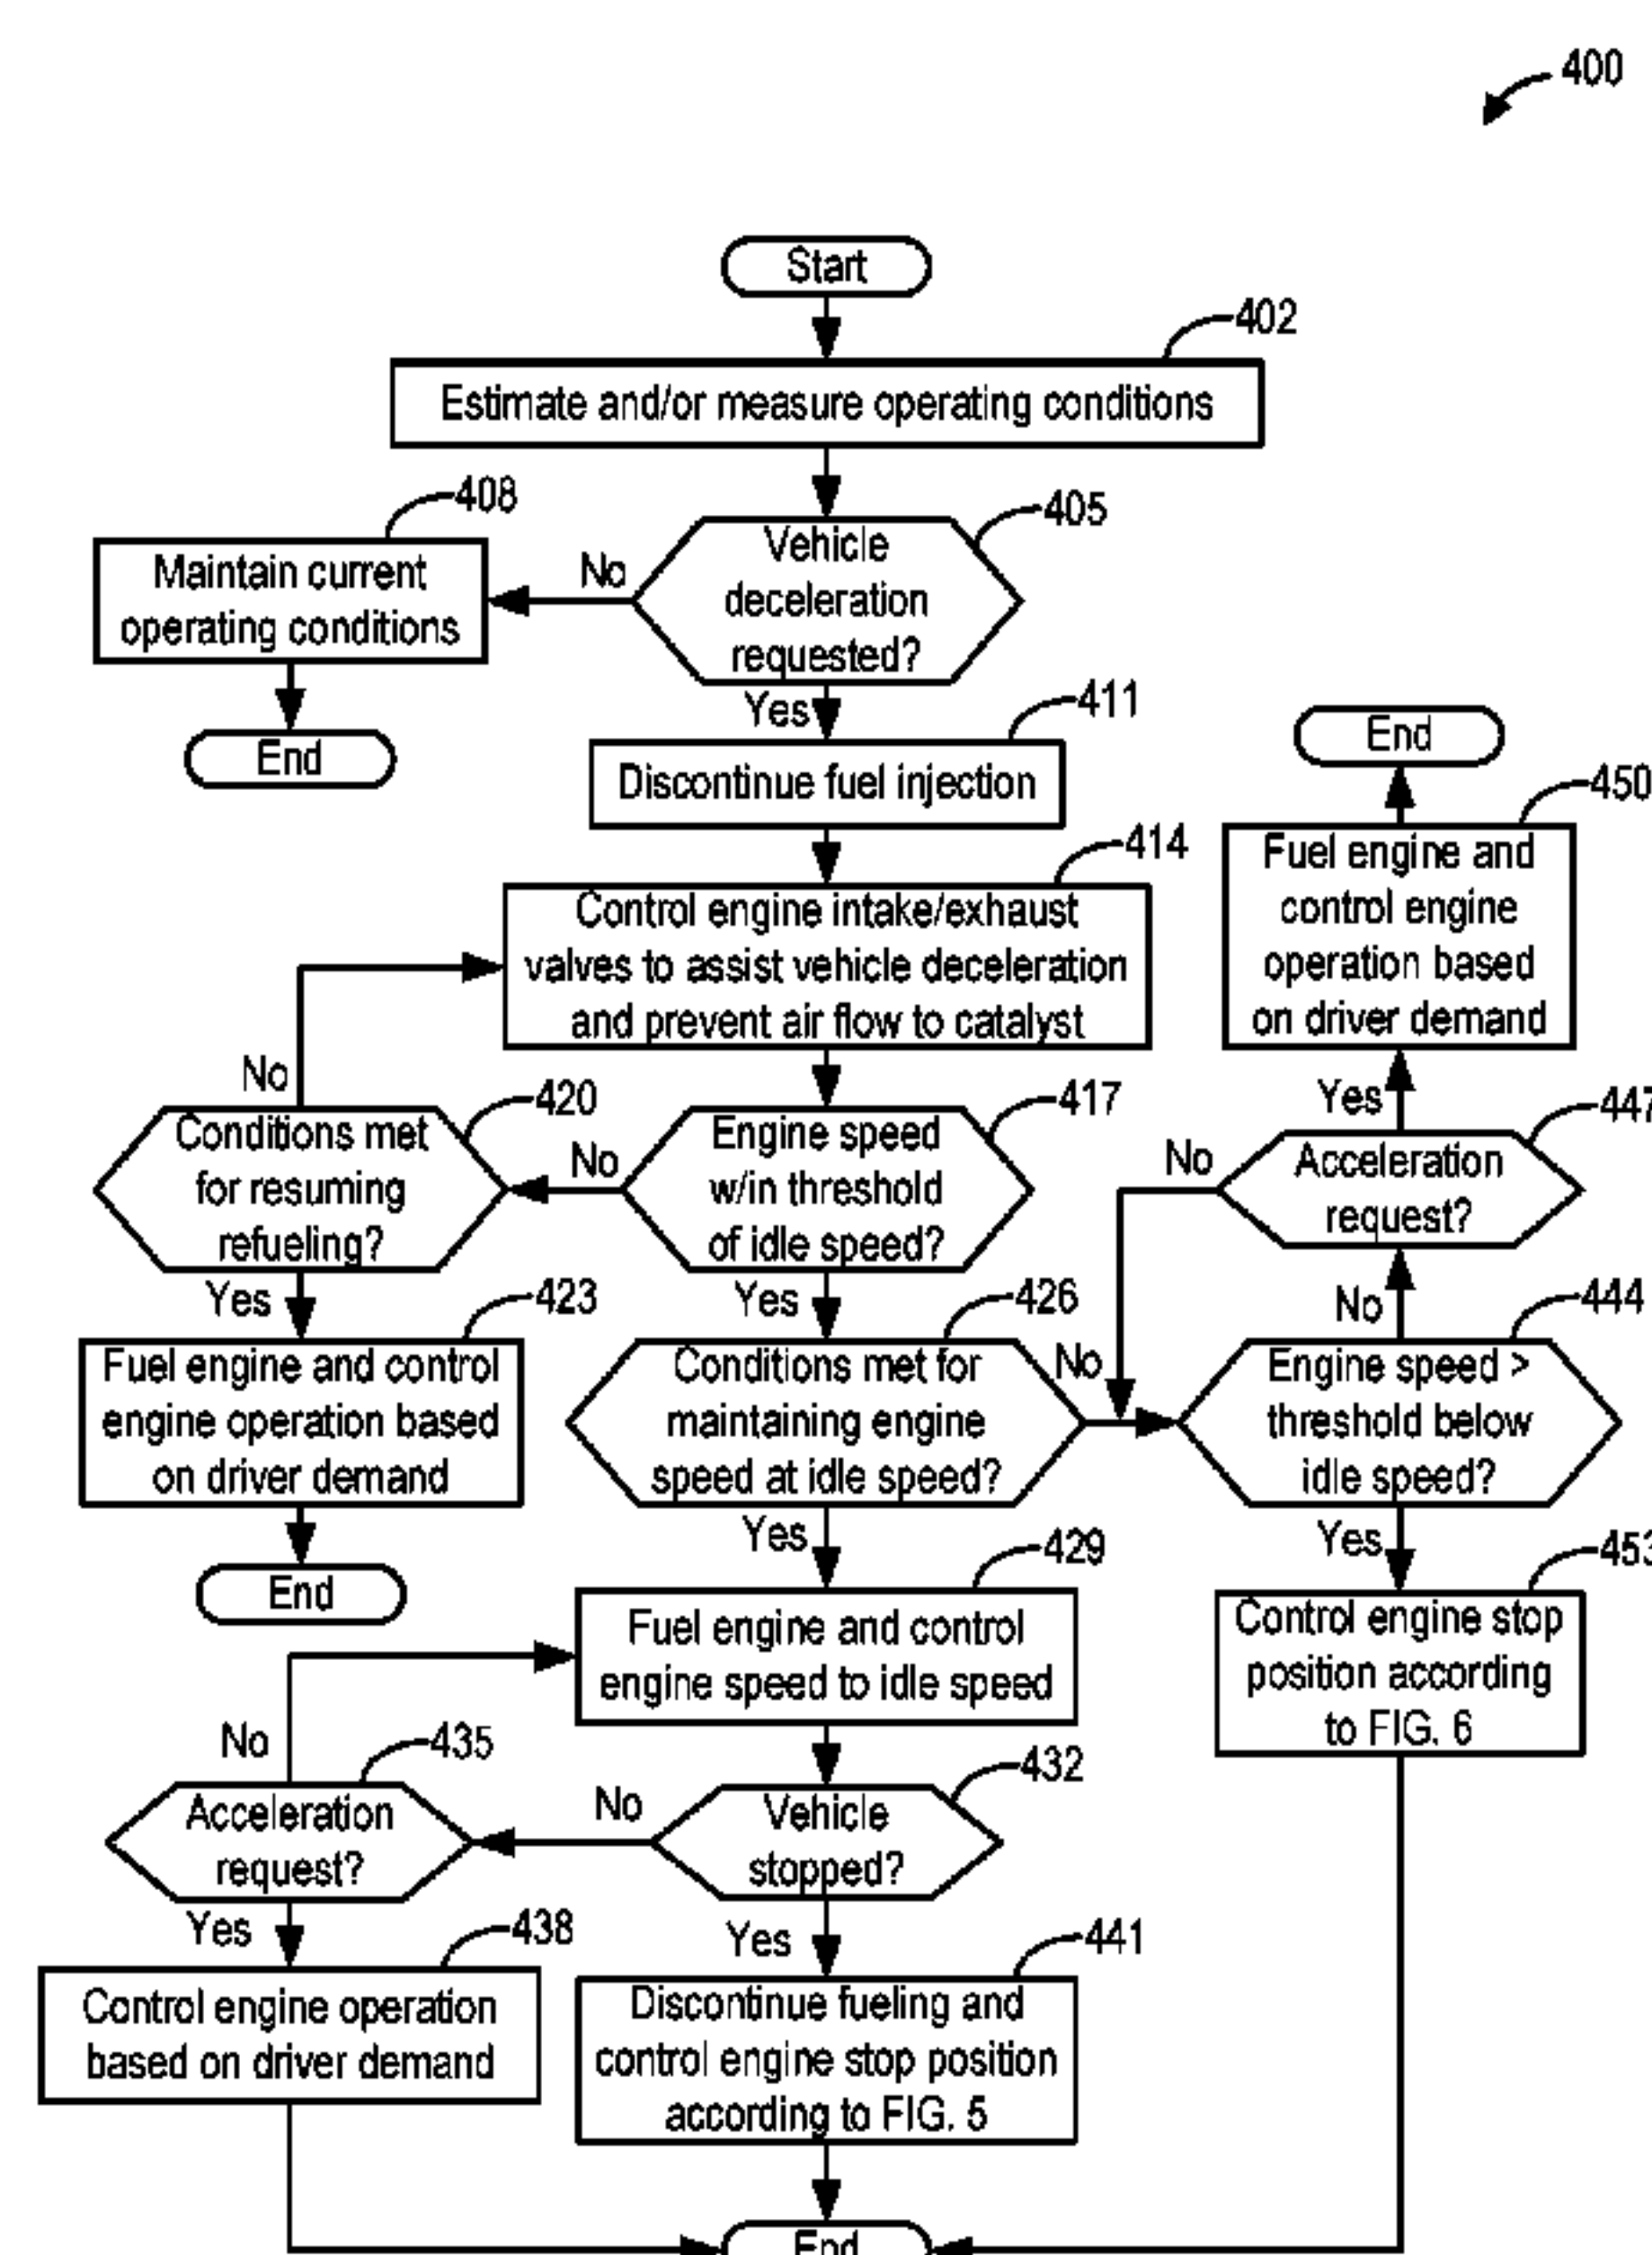 400
Start
402
Estimate and/or measure operating conditions
408
405
Maintain current
operating conditions
No
Vehicle
deceleration
requested?
Yes
411
End
End
Discontinue fuel injection
450
414
Fuel engine and
control engine
operation based
on driver demand
Control engine intake/exhaust
valves to assist vehicle deceleration
and prevent air flow to catalyst
No
420
417
Yes
447
Conditions met
for resuming
refueling?
No
Engine speed
w/in threshold
of idle speed?
No
Acceleration
request?
Yes
423
Yes
426
No
444
Fuel engine and control
engine operation based
on driver demand
Conditions met for
maintaining engine
speed at idle speed?
No
Engine speed >
threshold below
idle speed?
Yes
429
Yes
453
End
Fuel engine and control
engine speed to idle speed
Control engine stop
position according
to FIG. 6
No
435
432
Acceleration
request?
No
Vehicle
stopped?
Yes
438
Yes
441
Control engine operation
based on driver demand
Discontinue fueling and
control engine stop position
according to FIG. 5
End